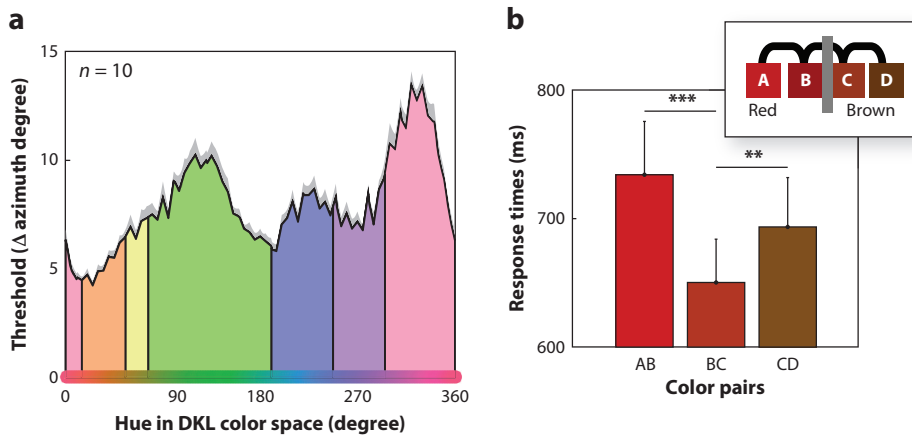 a
n = 10
Threshold (Δ azimuth degree)
15
10
5
0
0 90 180 270 360
Hue in DKL color space (degree)
b
A B C D
Red Brown
Response times (ms)
800
700
600
***
**
AB BC CD
Color pairs